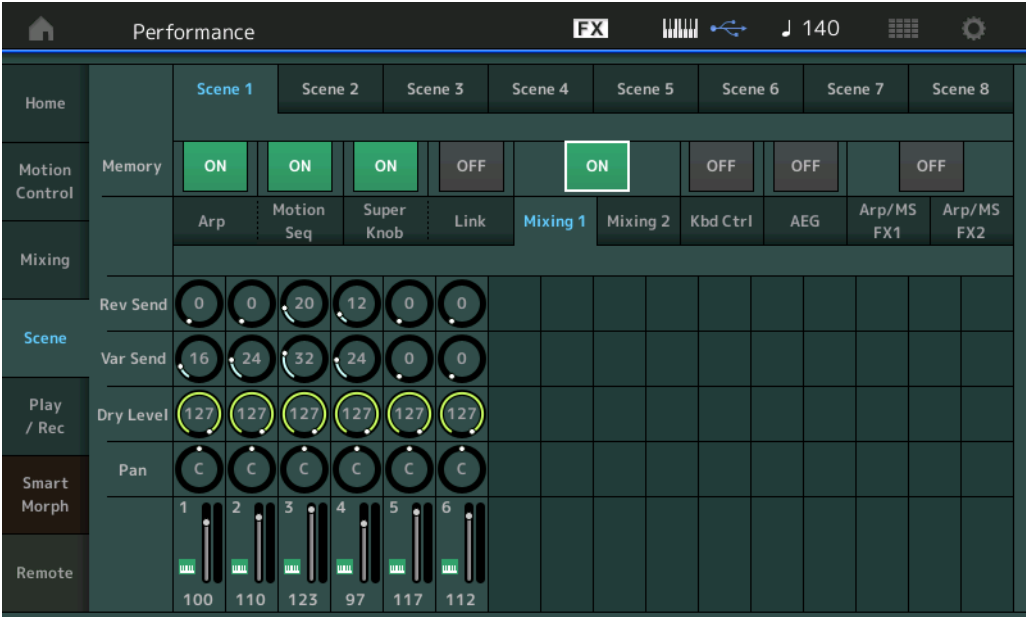 Performance FX 140
Scene 1 Scene 2 Scene 3 Scene 4 Scene 5 Scene 6 Scene 7 Scene 8
Home
Memory ON ON ON OFF ON OFF OFF OFF
Motion
Control
Arp Motion
Seq Super
Knob Link Mixing 1 Mixing 2 Kbd Ctrl AEG Arp/MS
FX1 Arp/MS
FX2
Mixing
Rev Send 0 0 20 12 0 0
Scene
Var Send 16 24 32 24 0 0
Play
/ Rec
Dry Level 127 127 127 127 127 127
Pan C C C C C C
Smart
Morph
1 2 3 4 5 6
Remote
100 110 123 97 117 112